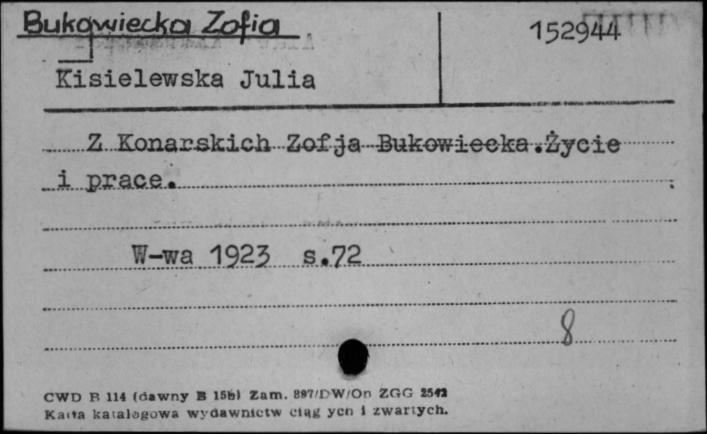 Bukowiecka Zofia
152944
Kisielewska Julia
Z Konarskich Zofja Bukowiecka.Życie
i prace.
W-wa 1923 s.72
8
CWD B 114 (dawny B 15b) Zam. 897/DW/On ZGG 2542
Karta katalogowa wydawnictw ciągłych i zwartych.